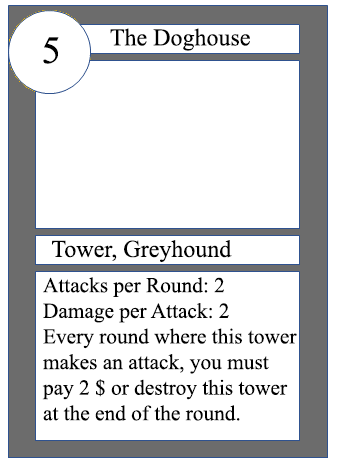 5
The Doghouse
Tower, Greyhound
Attacks per Round: 2
Damage per Attack: 2
Every round where this tower
makes an attack, you must
pay 2 $ or destroy this tower
at the end of the round.